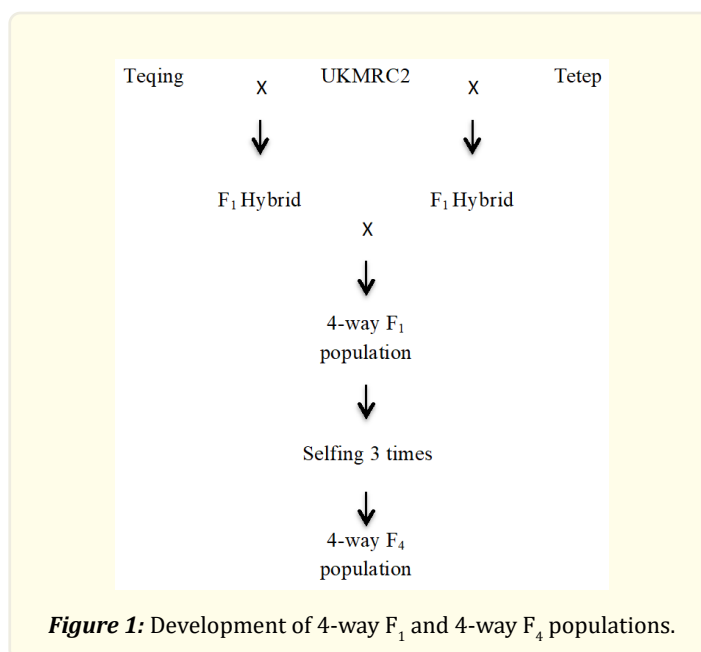 Teqing X UKMRC2 X Tetep
F₁ Hybrid F₁ Hybrid
X
4-way F₁
population
Selfing 3 times
4-way F₄
population
Figure 1: Development of 4-way F₁ and 4-way F₄ populations.